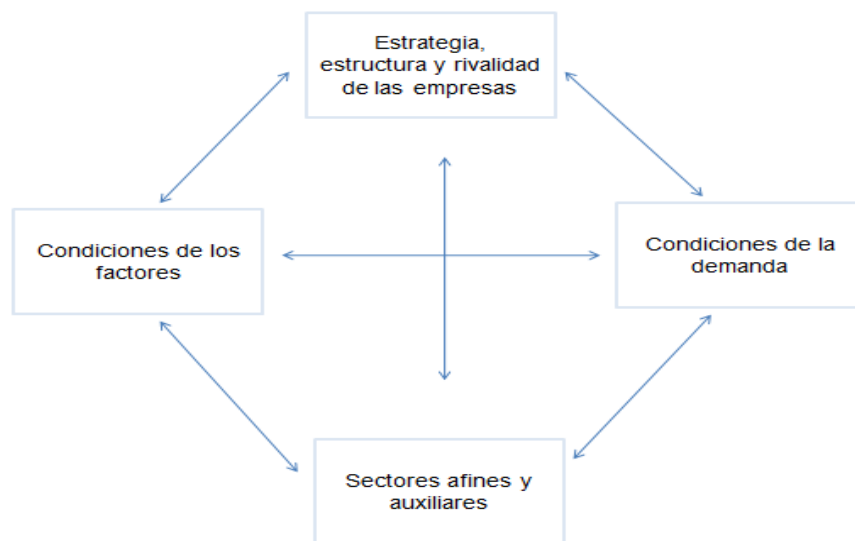 Estrategia,
estructura y rivalidad
de las empresas
Condiciones de los
factores
Condiciones de la
demanda
Sectores afines y
auxiliares